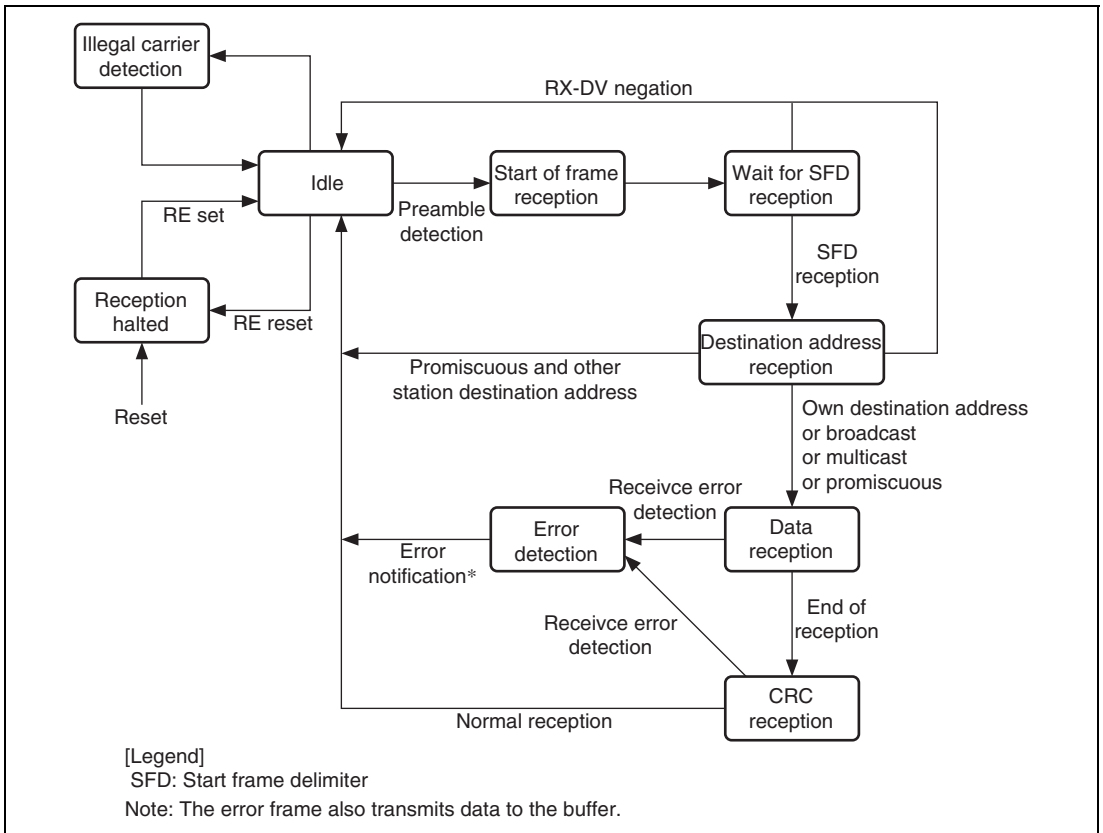 Illegal carrier
detection
RX-DV negation
Idle
Start of frame
reception
Wait for SFD
reception
Preamble
detection
RE set
SFD
reception
Reception
halted
RE reset
Destination address
reception
Promiscuous and other
station destination address
Reset
Own destination address
or broadcast
or multicast
or promiscuous
Receivce error
detection
Error
detection
Data
reception
Error
notification*
End of
reception
Receivce error
detection
CRC
reception
Normal reception
[Legend]
SFD: Start frame delimiter
Note: The error frame also transmits data to the buffer.